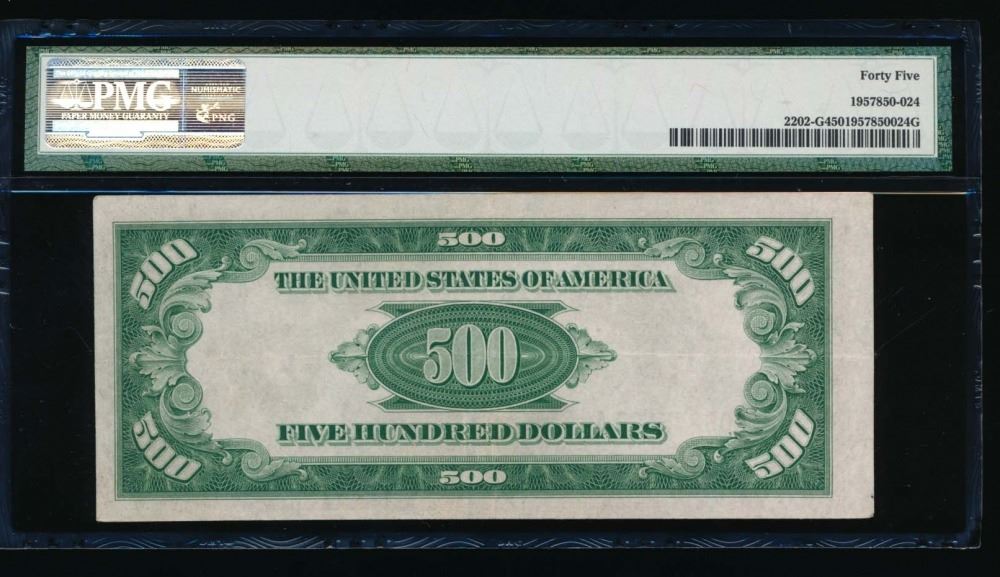 PMG
PAPER MONEY GUARANTY
NUMISMATIC
PNG
Forty Five
1957850-024
2202-G4501957850024G
500
500
500
THE UNITED STATES OF AMERICA
500
FIVE HUNDRED DOLLARS
500
500
500